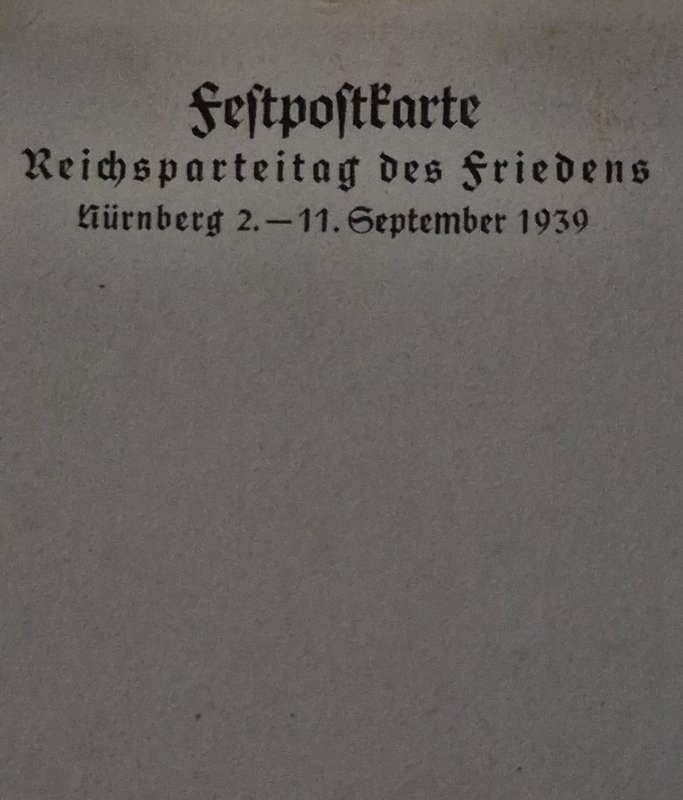 Festpostkarte
Reichsparteitag des Friedens
Nürnberg 2.–11. September 1939